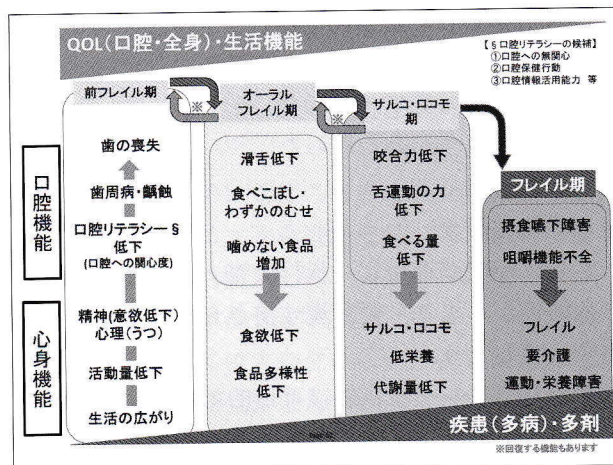 QOL(口腔・全身)・生活機能
【§口腔リテラシーの候補】
①口腔への無関心
②口腔保健行動
③口腔情報活用能力 等
前フレイル期
※
オーラル
フレイル期
※
サルコ・ロコモ
期
フレイル期
口腔機能
歯の喪失
歯周病・齲蝕
口腔リテラシー§
低下
(口腔への関心度)
滑舌低下
食べこぼし・
わずかのむせ
噛めない食品
増加
咬合力低下
舌運動の力
低下
食べる量
低下
摂食嚥下障害
咀嚼機能不全
心身機能
精神(意欲低下)
心理(うつ)
活動量低下
生活の広がり
食欲低下
食品多様性
低下
サルコ・ロコモ
低栄養
代謝量低下
フレイル
要介護
運動・栄養障害
疾患(多病)・多剤
※回復する機能もあります